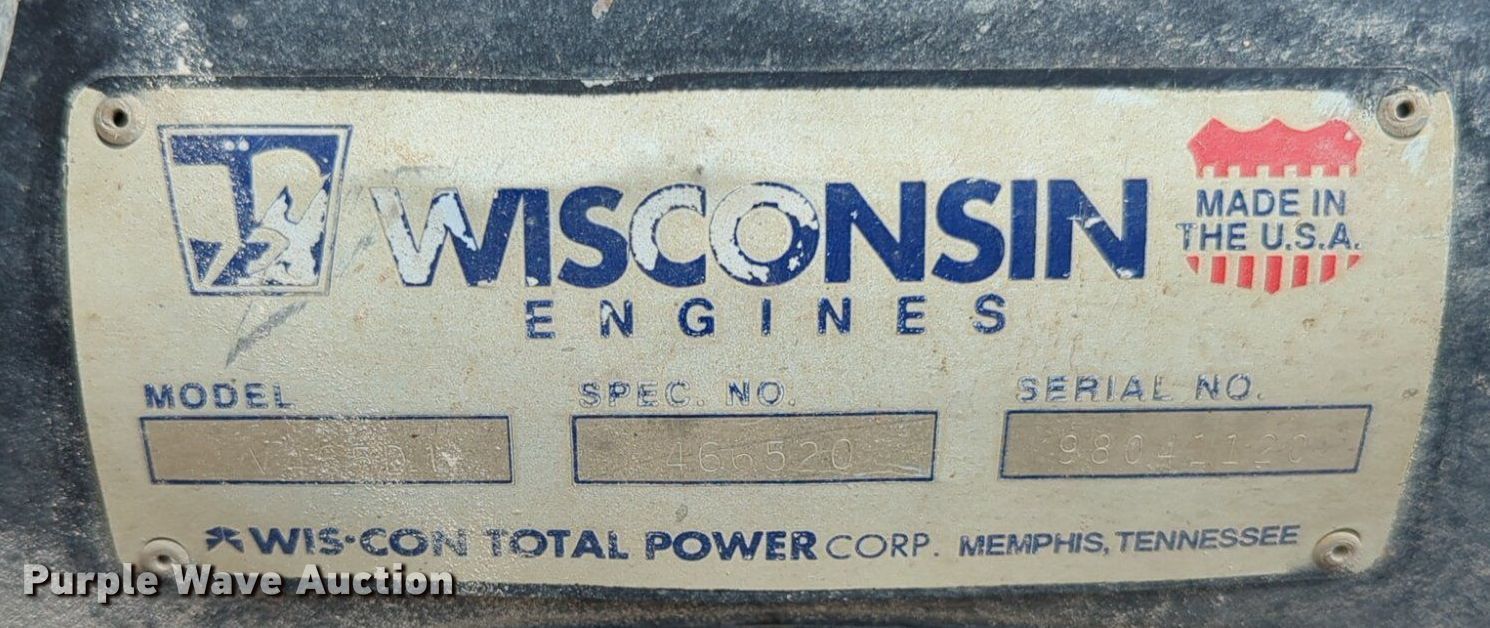 WISCONSIN
ENGINES
MADE IN
THE U.S.A.
MODEL SPEC. NO. SERIAL NO.
466520 98041120
WIS-CON TOTAL POWER CORP. MEMPHIS, TENNESSEE
Purple Wave Auction